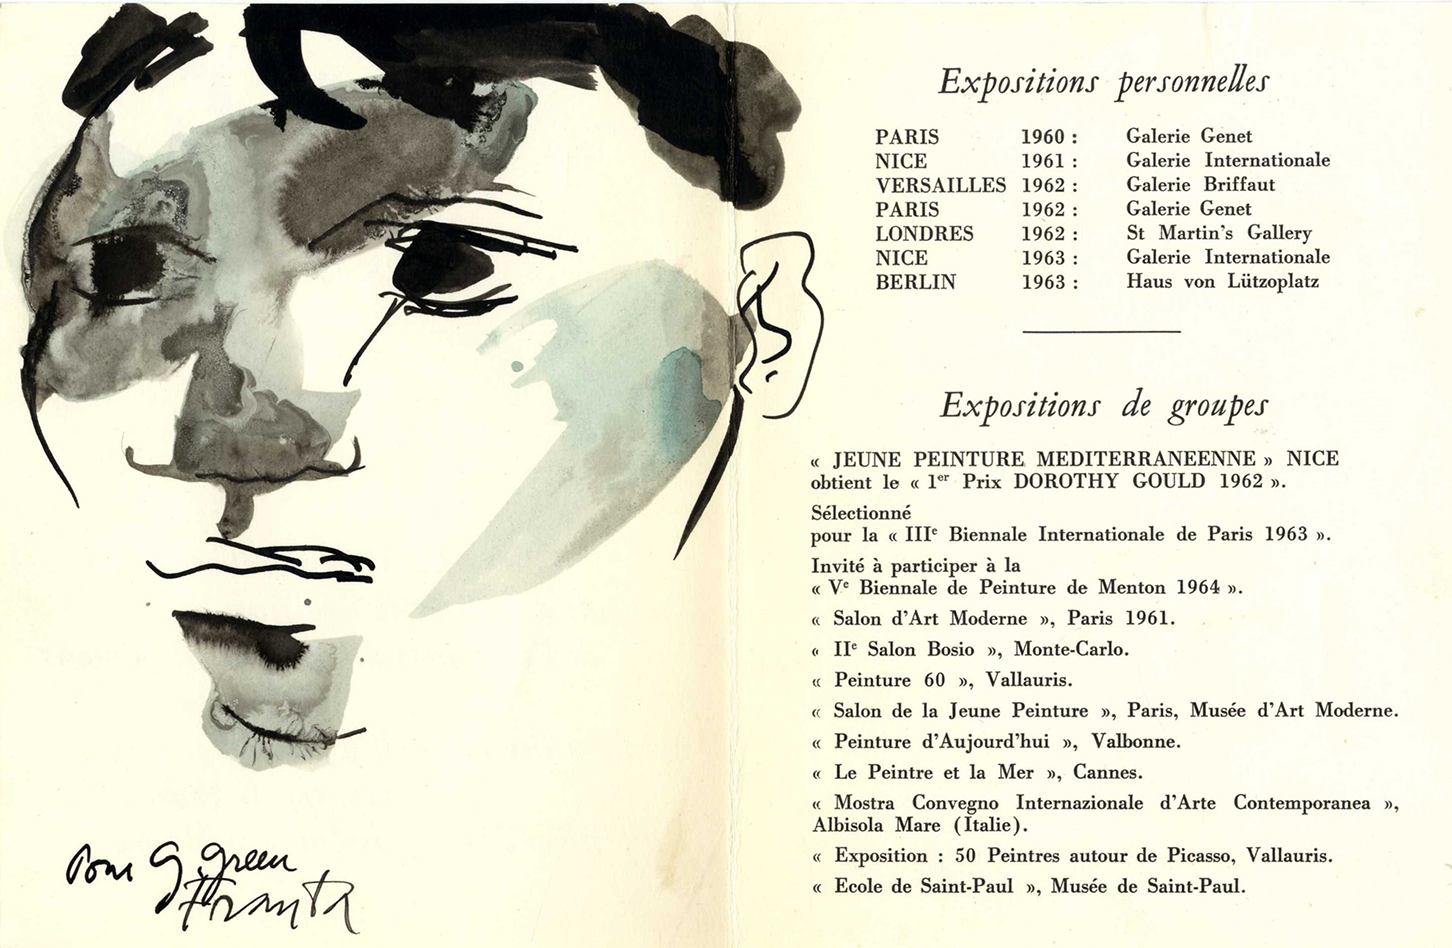 Pour G. green
Franta
Expositions personnelles
PARIS 1960 : Galerie Genet
NICE 1961 : Galerie Internationale
VERSAILLES 1962 : Galerie Briffaut
PARIS 1962 : Galerie Genet
LONDRES 1962 : St Martin's Gallery
NICE 1963 : Galerie Internationale
BERLIN 1963 : Haus von Lützoplatz
Expositions de groupes
« JEUNE PEINTURE MEDITERRANEENNE » NICE
obtient le « 1er Prix DOROTHY GOULD 1962 ».
Sélectionné
pour la « IIIe Biennale Internationale de Paris 1963 ».
Invité à participer à la
« Ve Biennale de Peinture de Menton 1964 ».
« Salon d'Art Moderne », Paris 1961.
« IIe Salon Bosio », Monte-Carlo.
« Peinture 60 », Vallauris.
« Salon de la Jeune Peinture », Paris, Musée d'Art Moderne.
« Peinture d'Aujourd'hui », Valbonne.
« Le Peintre et la Mer », Cannes.
« Mostra Convegno Internazionale d'Arte Contemporanea »,
Albisola Mare (Italie).
« Exposition : 50 Peintres autour de Picasso, Vallauris.
« Ecole de Saint-Paul », Musée de Saint-Paul.